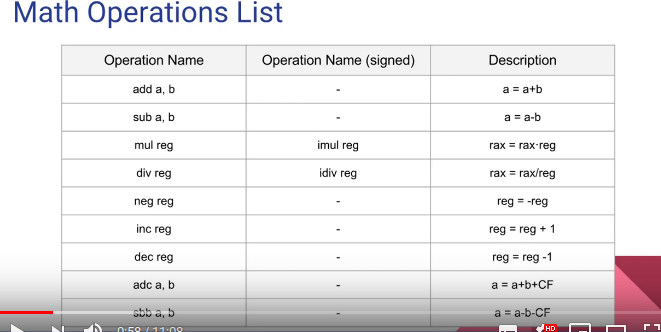 Math Operations List
Operation Name Operation Name (signed) Description
add a, b - a = a+b
sub a, b - a = a-b
mul reg imul reg rax = rax·reg
div reg idiv reg rax = rax/reg
neg reg - reg = -reg
inc reg - reg = reg + 1
dec reg - reg = reg -1
adc a, b - a = a+b+CF
sbb a, b - a = a-b-CF
0:58 / 11:08
HD